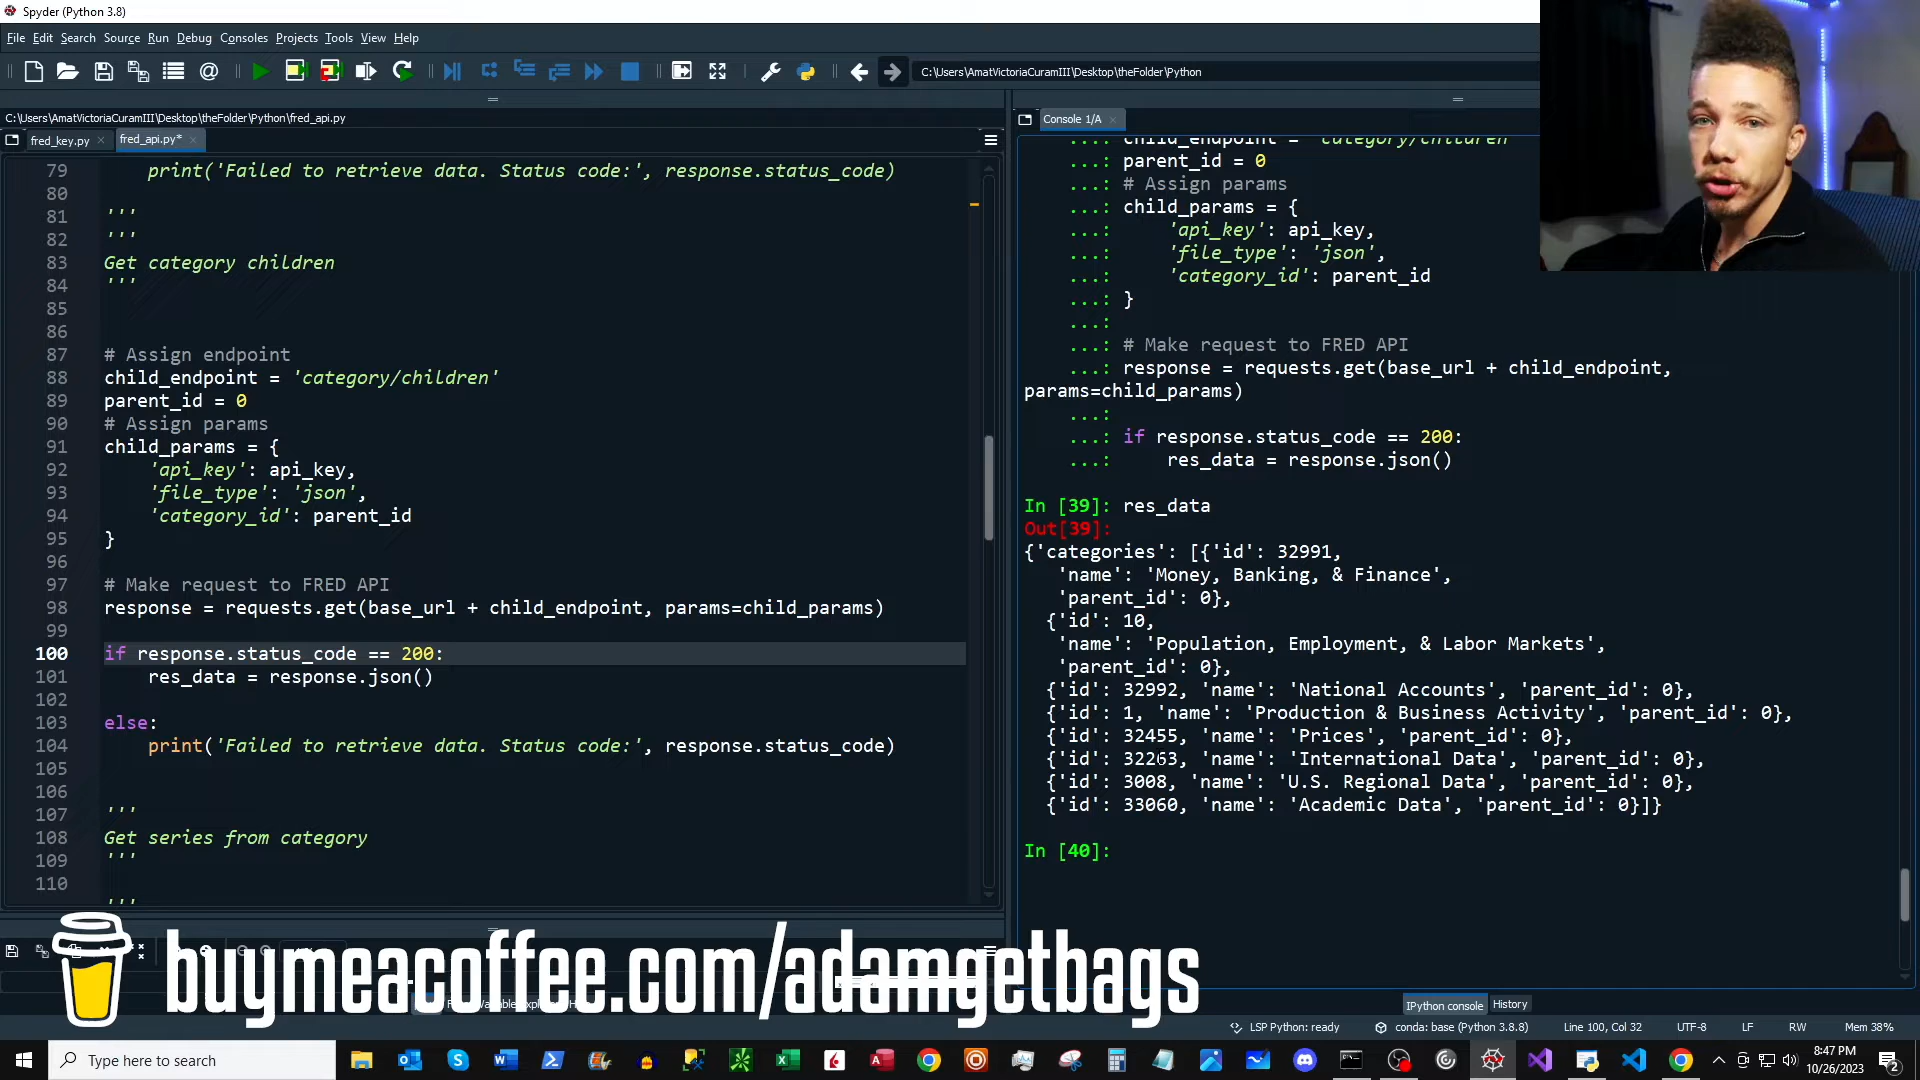 Spyder (Python 3.8)
File Edit Search Source Run Debug Consoles Projects Tools View Help
C:\Users\AmatVictoriaCuramIII\Desktop\theFolder\Python
C:\Users\AmatVictoriaCuramIII\Desktop\theFolder\Python\fred_api.py
fred_key.py
fred_api.py*
79 print('Failed to retrieve data. Status code:', response.status_code)
80
81 '''
82 '''
83 Get category children
84 '''
85
86
87 # Assign endpoint
88 child_endpoint = 'category/children'
89 parent_id = 0
90 # Assign params
91 child_params = {
92 'api_key': api_key,
93 'file_type': 'json',
94 'category_id': parent_id
95 }
96
97 # Make request to FRED API
98 response = requests.get(base_url + child_endpoint, params=child_params)
99
100 if response.status_code == 200:
101 res_data = response.json()
102
103 else:
104 print('Failed to retrieve data. Status code:', response.status_code)
105
106
107 '''
108 Get series from category
109 '''
110
'''
Console 1/A
...: child_endpoint = 'category/children'
...: parent_id = 0
...: # Assign params
...: child_params = {
...: 'api_key': api_key,
...: 'file_type': 'json',
...: 'category_id': parent_id
...: }
...:
...: # Make request to FRED API
...: response = requests.get(base_url + child_endpoint,
params=child_params)
...:
...: if response.status_code == 200:
...: res_data = response.json()
In [39]: res_data
Out[39]:
{'categories': [{'id': 32991,
'name': 'Money, Banking, & Finance',
'parent_id': 0},
{'id': 10,
'name': 'Population, Employment, & Labor Markets',
'parent_id': 0},
{'id': 32992, 'name': 'National Accounts', 'parent_id': 0},
{'id': 1, 'name': 'Production & Business Activity', 'parent_id': 0},
{'id': 32455, 'name': 'Prices', 'parent_id': 0},
{'id': 32263, 'name': 'International Data', 'parent_id': 0},
{'id': 3008, 'name': 'U.S. Regional Data', 'parent_id': 0},
{'id': 33060, 'name': 'Academic Data', 'parent_id': 0}]}
In [40]:
buymeacoffee.com/adamgetbags
IPython console History
LSP Python: ready conda: base (Python 3.8.8) Line 100, Col 32 UTF-8 LF RW Mem 38%
Type here to search
8:47 PM
10/26/2023
2